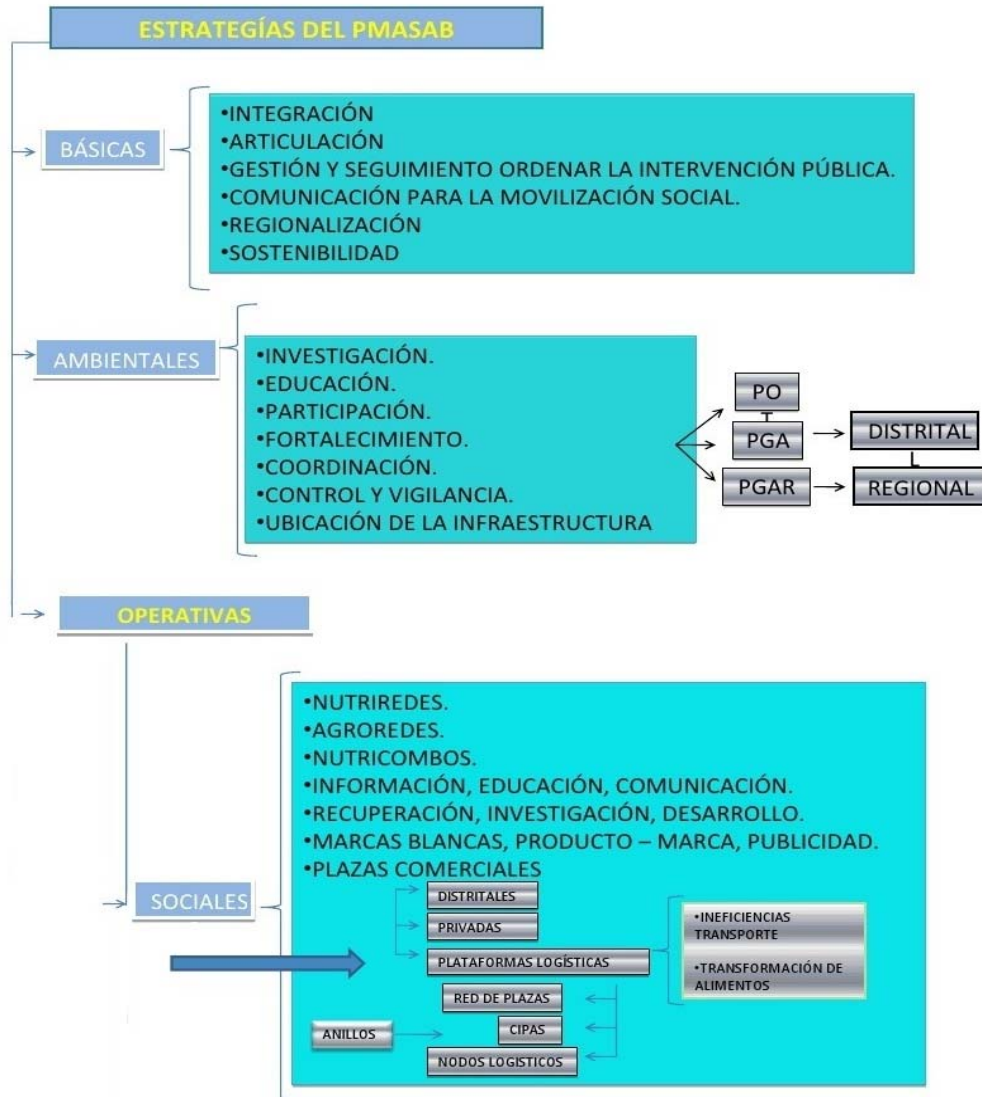 ESTRATEGÍAS DEL PMASAB
BÁSICAS
•INTEGRACIÓN
•ARTICULACIÓN
•GESTIÓN Y SEGUIMIENTO ORDENAR LA INTERVENCIÓN PÚBLICA.
•COMUNICACIÓN PARA LA MOVILIZACIÓN SOCIAL.
•REGIONALIZACIÓN
•SOSTENIBILIDAD
AMBIENTALES
•INVESTIGACIÓN.
•EDUCACIÓN.
•PARTICIPACIÓN.
•FORTALECIMIENTO.
•COORDINACIÓN.
•CONTROL Y VIGILANCIA.
•UBICACIÓN DE LA INFRAESTRUCTURA
PO
PGA
DISTRITAL
PGAR
REGIONAL
OPERATIVAS
SOCIALES
•NUTRIREDES.
•AGROREDES.
•NUTRICOMBOS.
•INFORMACIÓN, EDUCACIÓN, COMUNICACIÓN.
•RECUPERACIÓN, INVESTIGACIÓN, DESARROLLO.
•MARCAS BLANCAS, PRODUCTO – MARCA, PUBLICIDAD.
•PLAZAS COMERCIALES
DISTRITALES
PRIVADAS
PLATAFORMAS LOGÍSTICAS
•INEFICIENCIAS
TRANSPORTE
•TRANSFORMACIÓN DE
ALIMENTOS
RED DE PLAZAS
ANILLOS
CIPAS
NODOS LOGISTICOS